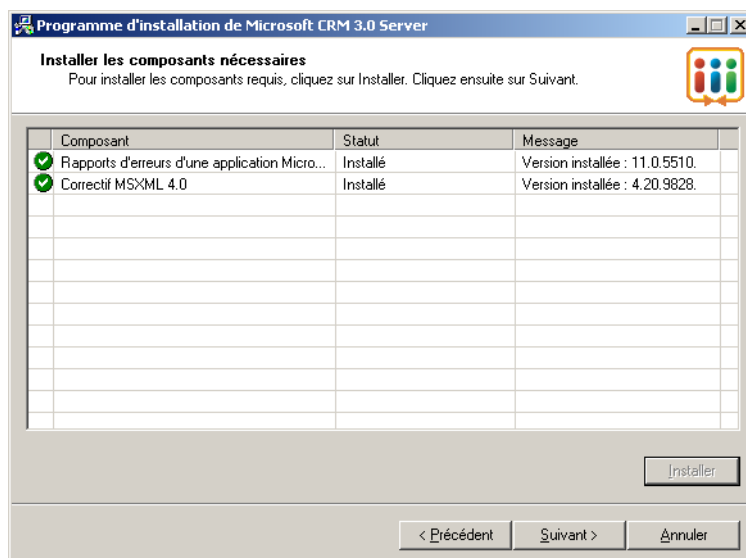 Programme d'installation de Microsoft CRM 3.0 Server
Installer les composants nécessaires
Pour installer les composants requis, cliquez sur Installer. Cliquez ensuite sur Suivant.
Composant Statut Message
Rapports d'erreurs d'une application Micro... Installé Version installée : 11.0.5510.
Correctif MSXML 4.0 Installé Version installée : 4.20.9828.
Installer
< Précédent Suivant > Annuler